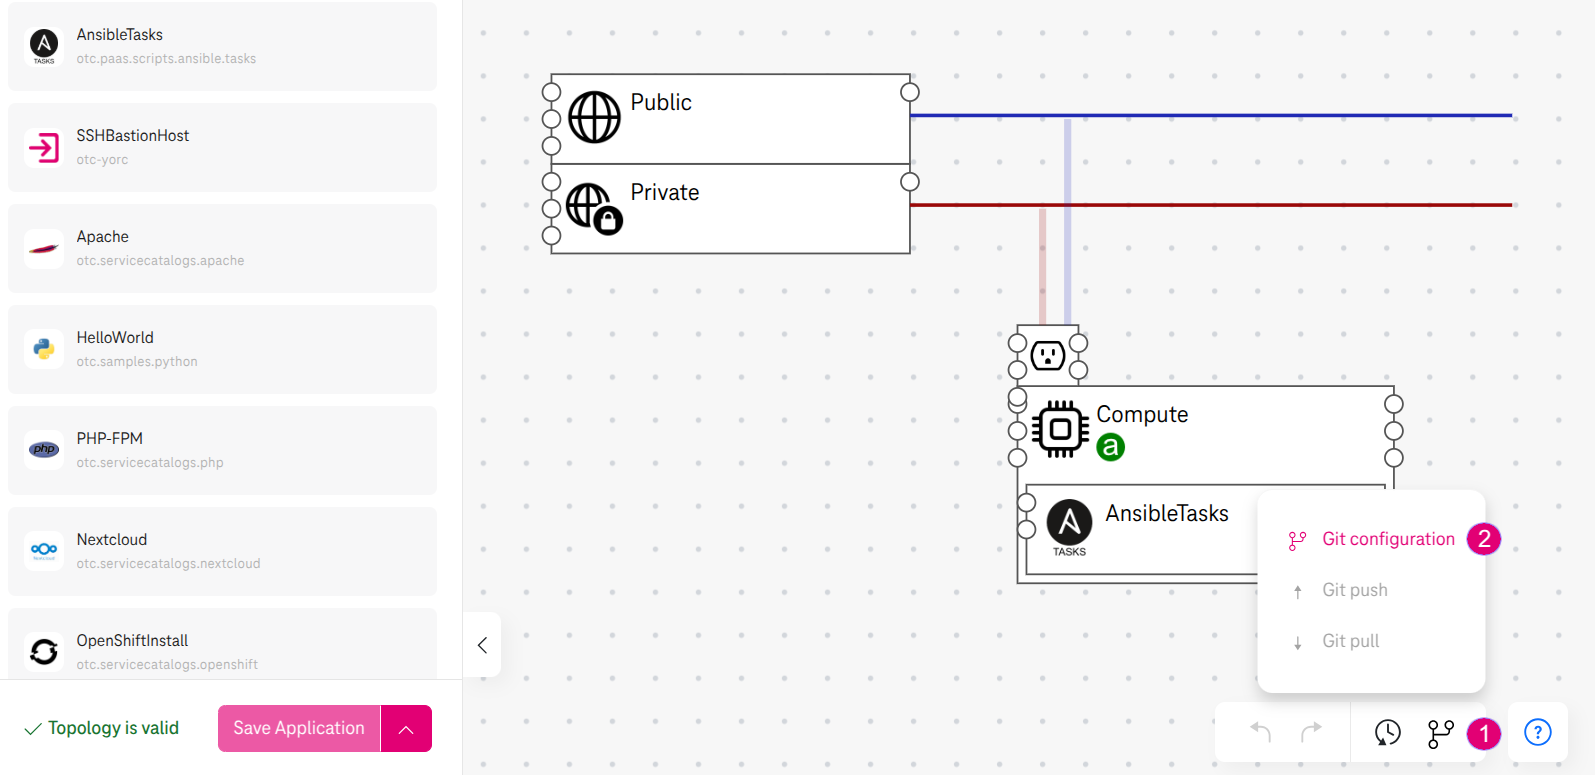 AnsibleTasks
otc.paas.scripts.ansible.tasks
TASKS
SSHBastionHost
otc-yorc
Apache
otc.servicecatalogs.apache
HelloWorld
otc.samples.python
php
PHP-FPM
otc.servicecatalogs.php
Nextcloud
otc.servicecatalogs.nextcloud
OpenShiftInstall
otc.servicecatalogs.openshift
Topology is valid
Save Application
Public
Private
Compute
a
AnsibleTasks
TASKS
Git configuration
2
Git push
Git pull
1
?